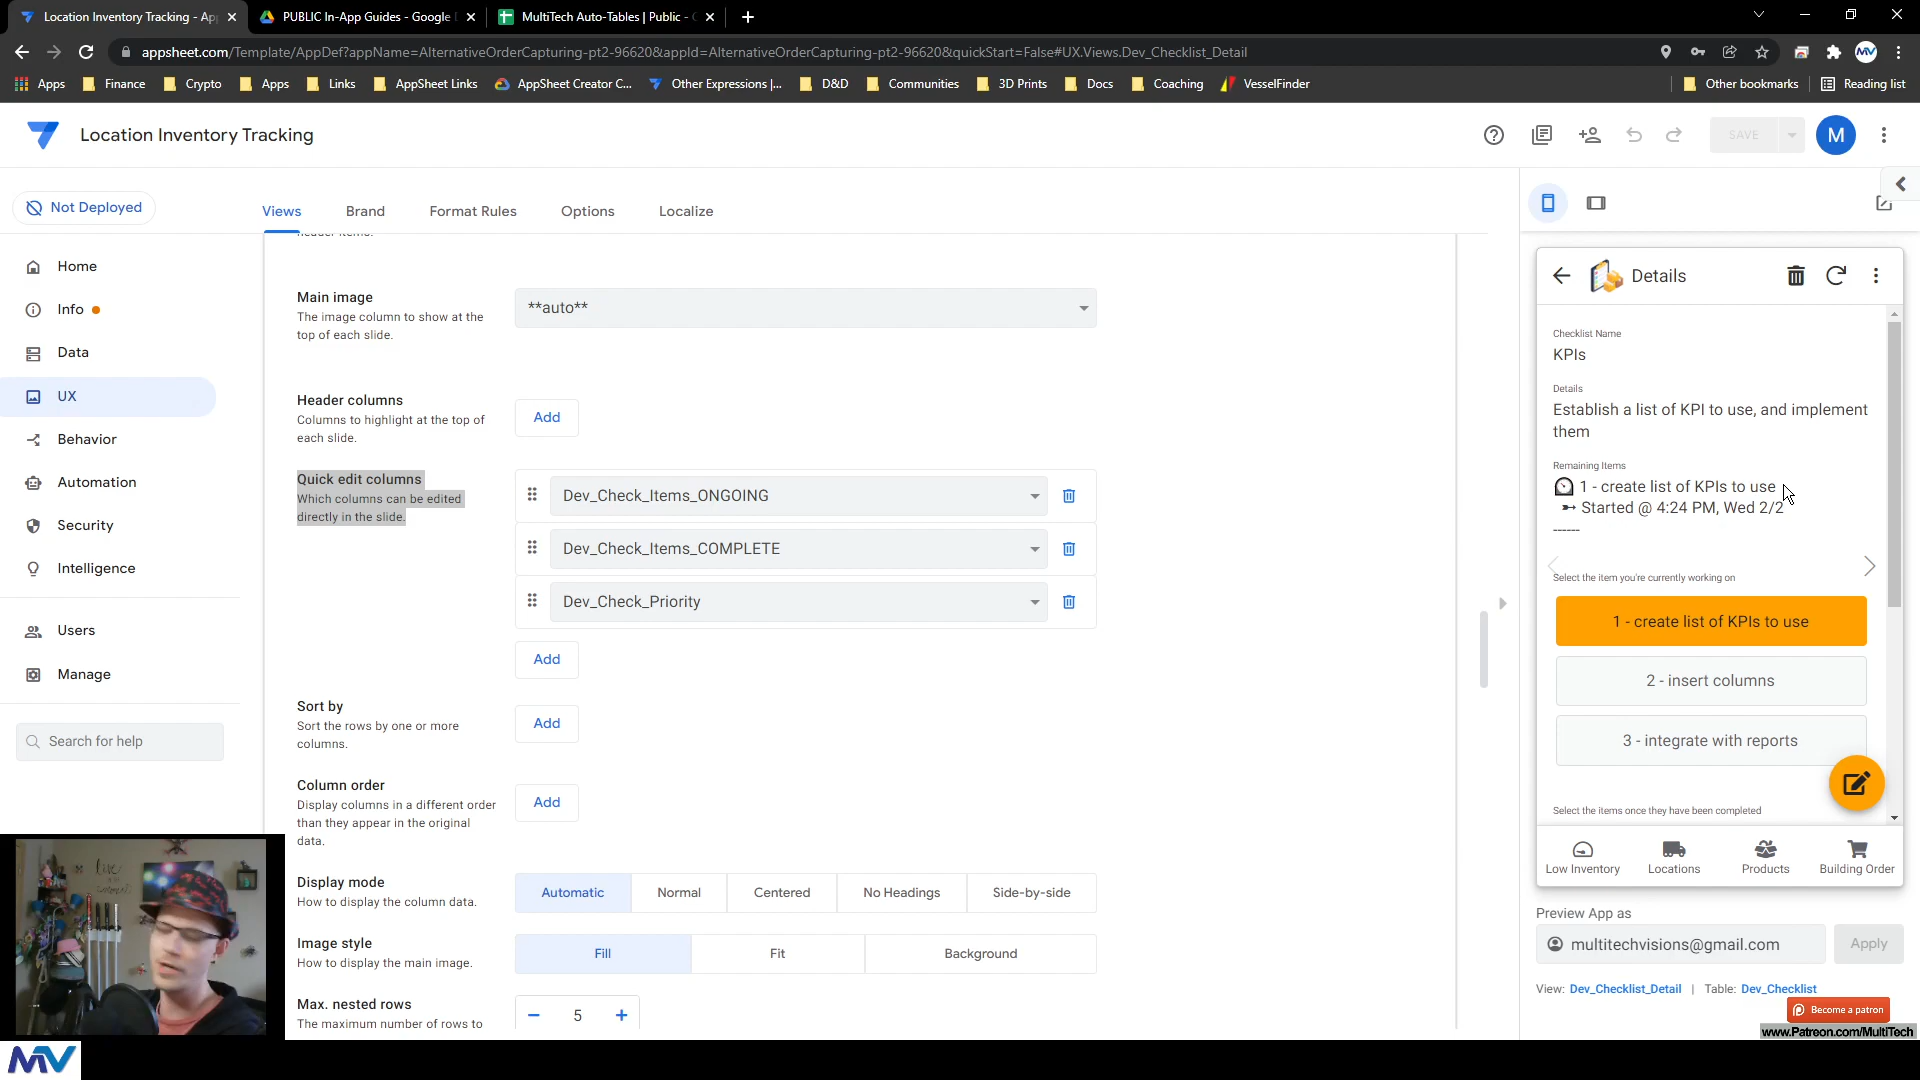 Location Inventory Tracking - Ap
PUBLIC In-App Guides - Google
MultiTech Auto-Tables | Public -
appsheet.com/Template/AppDef?appName=AlternativeOrderCapturing-pt2-96620&appId=AlternativeOrderCapturing-pt2-96620&quickStart=False#UX.Views.Dev_Checklist_Detail
Apps Finance Crypto Apps Links AppSheet Links AppSheet Creator C... Other Expressions |... D&D Communities 3D Prints Docs Coaching VesselFinder Other bookmarks Reading list
Location Inventory Tracking
SAVE
M
Not Deployed
Home
Info
Data
UX
Behavior
Automation
Security
Intelligence
Users
Manage
Search for help
Views Brand Format Rules Options Localize
header items.
Main image
The image column to show at the
top of each slide.
**auto**
Header columns
Columns to highlight at the top of
each slide.
Add
Quick edit columns
Which columns can be edited
directly in the slide.
Dev_Check_Items_ONGOING
Dev_Check_Items_COMPLETE
Dev_Check_Priority
Add
Sort by
Sort the rows by one or more
columns.
Add
Column order
Display columns in a different order
than they appear in the original
data.
Add
Display mode
How to display the column data.
Automatic Normal Centered No Headings Side-by-side
Image style
How to display the main image.
Fill Fit Background
Max. nested rows
The maximum number of rows to
5
Details
Checklist Name
KPIs
Details
Establish a list of KPI to use, and implement
them
Remaining Items
1 - create list of KPIs to use
➳ Started @ 4:24 PM, Wed 2/2
------
Select the item you're currently working on
1 - create list of KPIs to use
2 - insert columns
3 - integrate with reports
Select the items once they have been completed
Low Inventory Locations Products Building Order
Preview App as
multitechvisions@gmail.com
Apply
View: Dev_Checklist_Detail | Table: Dev_Checklist
Become a patron
www.Patreon.com/MultiTech
MV